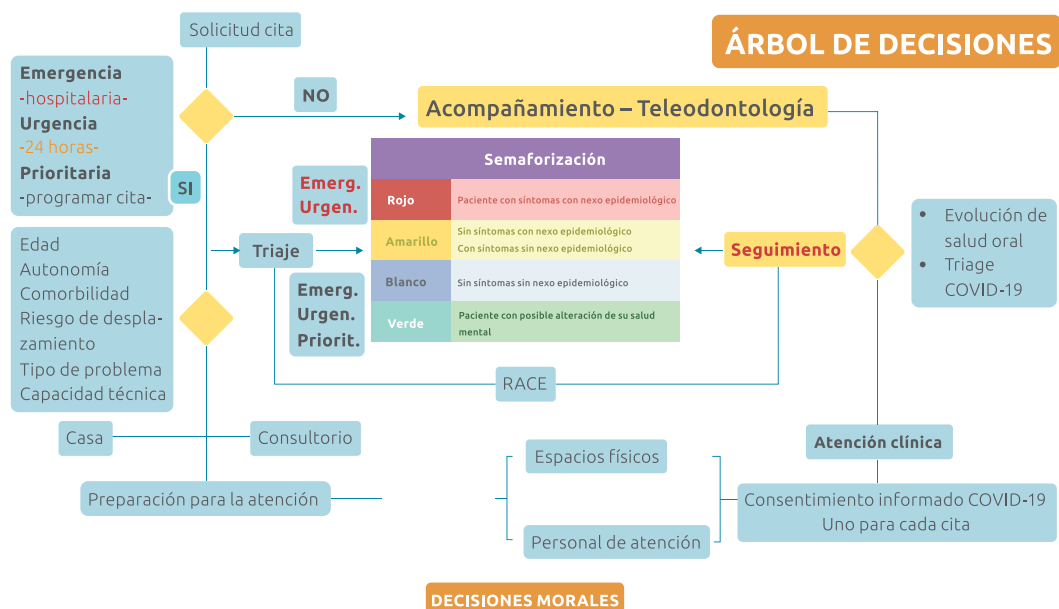 ÁRBOL DE DECISIONES
Solicitud cita
Emergencia
-hospitalaria-
Urgencia
-24 horas-
Prioritaria
-programar cita-
NO
SI
Acompañamiento – Teleodontología
Edad
Autonomía
Comorbilidad
Riesgo de despla-
zamiento
Tipo de problema
Capacidad técnica
Triaje
Emerg.
Urgen.
Emerg.
Urgen.
Priorit.
Semaforización
Rojo
Paciente con síntomas con nexo epidemiológico
Amarillo
Sin síntomas con nexo epidemiológico
Con síntomas sin nexo epidemiológico
Blanco
Sin síntomas sin nexo epidemiológico
Verde
Paciente con posible alteración de su salud
mental
Seguimiento
• Evolución de
salud oral
• Triage
COVID-19
RACE
Casa
Consultorio
Preparación para la atención
Espacios físicos
Personal de atención
Atención clínica
Consentimiento informado COVID-19
Uno para cada cita
DECISIONES MORALES